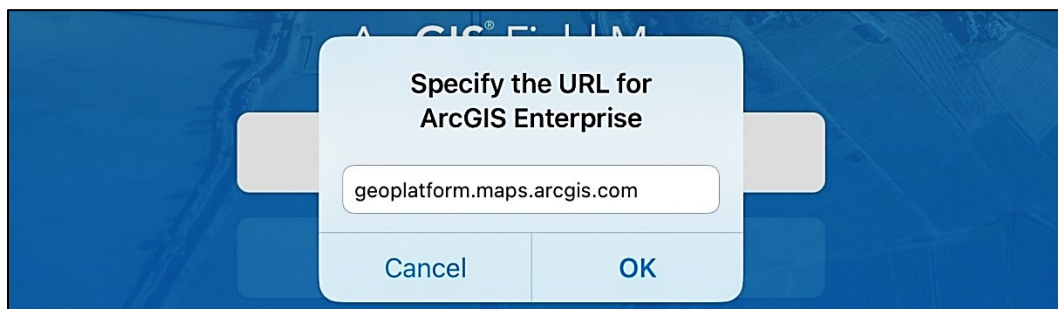 Specify the URL for
ArcGIS Enterprise
geoplatform.maps.arcgis.com
Cancel
OK